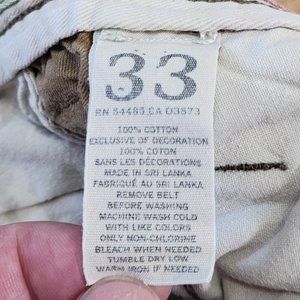 33
RN 54485 CA 03873
100% COTTON
EXCLUSIVE OF DECORATION
100% COTON
SANS LES DÉCORATIONS
MADE IN SRI LANKA
FABRIQUÉ AU SRI LANKA
REMOVE BELT
BEFORE WASHING
MACHINE WASH COLD
WITH LIKE COLORS
ONLY NON-CHLORINE
BLEACH WHEN NEEDED
TUMBLE DRY LOW
WARM IRON IF NEEDED